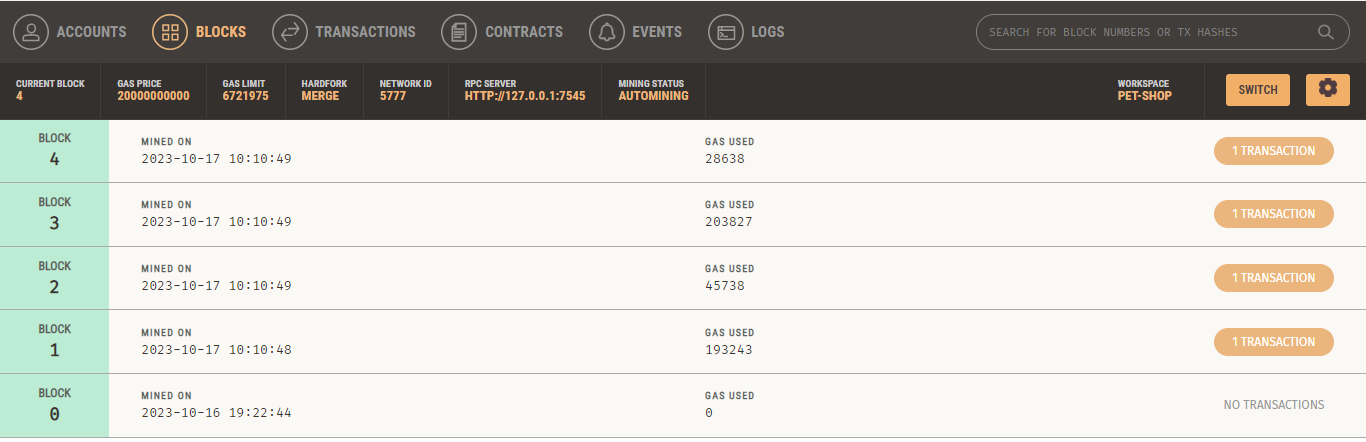 ACCOUNTS BLOCKS TRANSACTIONS CONTRACTS EVENTS LOGS SEARCH FOR BLOCK NUMBERS OR TX HASHES
CURRENT BLOCK GAS PRICE GAS LIMIT HARDFORK NETWORK ID RPC SERVER MINING STATUS WORKSPACE
4 20000000000 6721975 MERGE 5777 HTTP://127.0.0.1:7545 AUTOMINING PET-SHOP SWITCH
BLOCK MINED ON GAS USED
4 2023-10-17 10:10:49 28638 1 TRANSACTION
BLOCK MINED ON GAS USED
3 2023-10-17 10:10:49 203827 1 TRANSACTION
BLOCK MINED ON GAS USED
2 2023-10-17 10:10:49 45738 1 TRANSACTION
BLOCK MINED ON GAS USED
1 2023-10-17 10:10:48 193243 1 TRANSACTION
BLOCK MINED ON GAS USED
0 2023-10-16 19:22:44 0 NO TRANSACTIONS